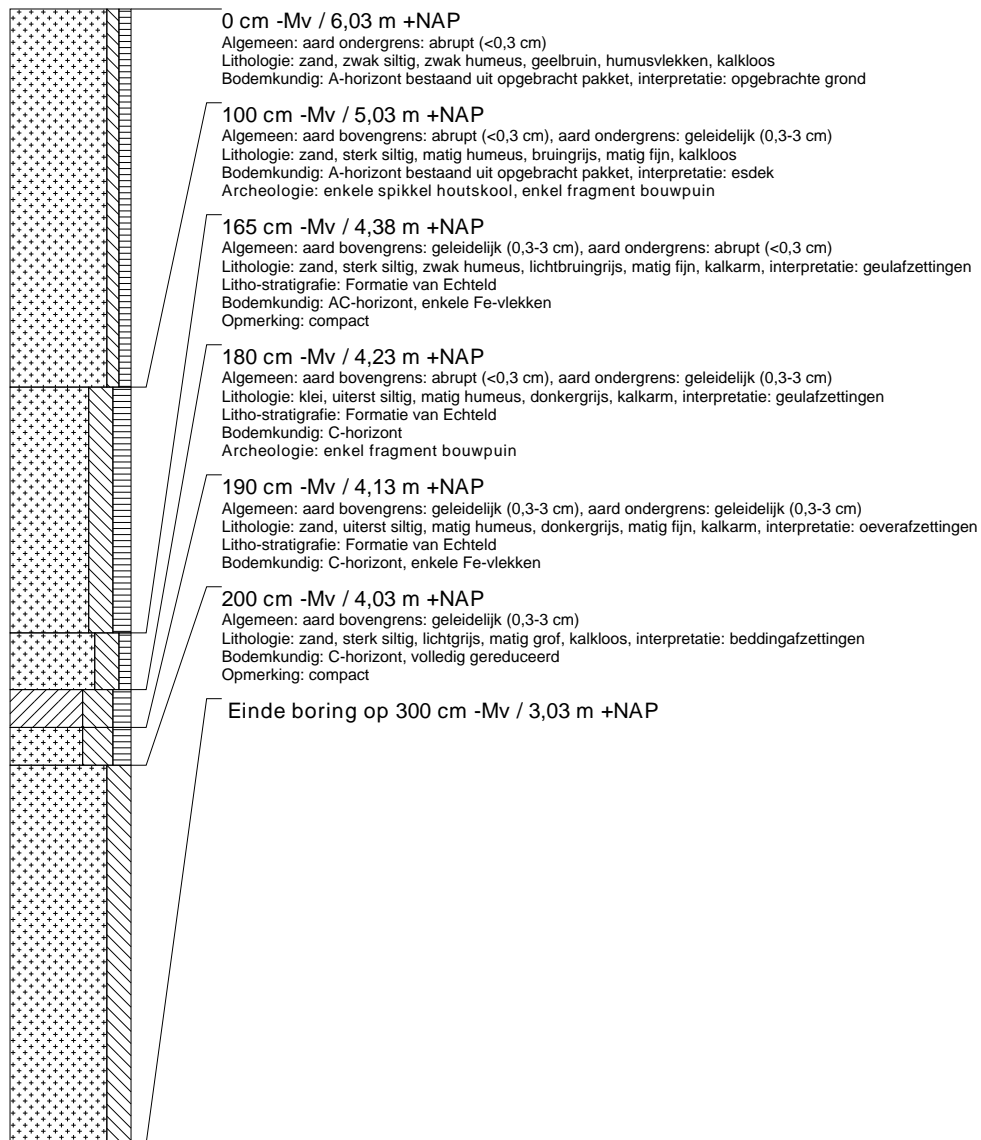 0 cm -Mv / 6,03 m +NAP
Algemeen: aard ondergrens: abrupt (<0,3 cm)
Lithologie: zand, zwak siltig, zwak humeus, geelbruin, humusvlekken, kalkloos
Bodemkundig: A-horizont bestaand uit opgebracht pakket, interpretatie: opgebrachte grond
100 cm -Mv / 5,03 m +NAP
Algemeen: aard bovengrens: abrupt (<0,3 cm), aard ondergrens: geleidelijk (0,3-3 cm)
Lithologie: zand, sterk siltig, matig humeus, bruingrijs, matig fijn, kalkloos
Bodemkundig: A-horizont bestaand uit opgebracht pakket, interpretatie: esdek
Archeologie: enkele spikkel houtskool, enkel fragment bouwpuin
165 cm -Mv / 4,38 m +NAP
Algemeen: aard bovengrens: geleidelijk (0,3-3 cm), aard ondergrens: abrupt (<0,3 cm)
Lithologie: zand, sterk siltig, zwak humeus, lichtbruingrijs, matig fijn, kalkarm, interpretatie: geulafzettingen
Litho-stratigrafie: Formatie van Echteld
Bodemkundig: AC-horizont, enkele Fe-vlekken
Opmerking: compact
180 cm -Mv / 4,23 m +NAP
Algemeen: aard bovengrens: abrupt (<0,3 cm), aard ondergrens: geleidelijk (0,3-3 cm)
Lithologie: klei, uiterst siltig, matig humeus, donkergrijs, kalkarm, interpretatie: geulafzettingen
Litho-stratigrafie: Formatie van Echteld
Bodemkundig: C-horizont
Archeologie: enkel fragment bouwpuin
190 cm -Mv / 4,13 m +NAP
Algemeen: aard bovengrens: geleidelijk (0,3-3 cm), aard ondergrens: geleidelijk (0,3-3 cm)
Lithologie: zand, uiterst siltig, matig humeus, donkergrijs, matig fijn, kalkarm, interpretatie: oeverafzettingen
Litho-stratigrafie: Formatie van Echteld
Bodemkundig: C-horizont, enkele Fe-vlekken
200 cm -Mv / 4,03 m +NAP
Algemeen: aard bovengrens: geleidelijk (0,3-3 cm)
Lithologie: zand, sterk siltig, lichtgrijs, matig grof, kalkloos, interpretatie: beddingafzettingen
Bodemkundig: C-horizont, volledig gereduceerd
Opmerking: compact
Einde boring op 300 cm -Mv / 3,03 m +NAP